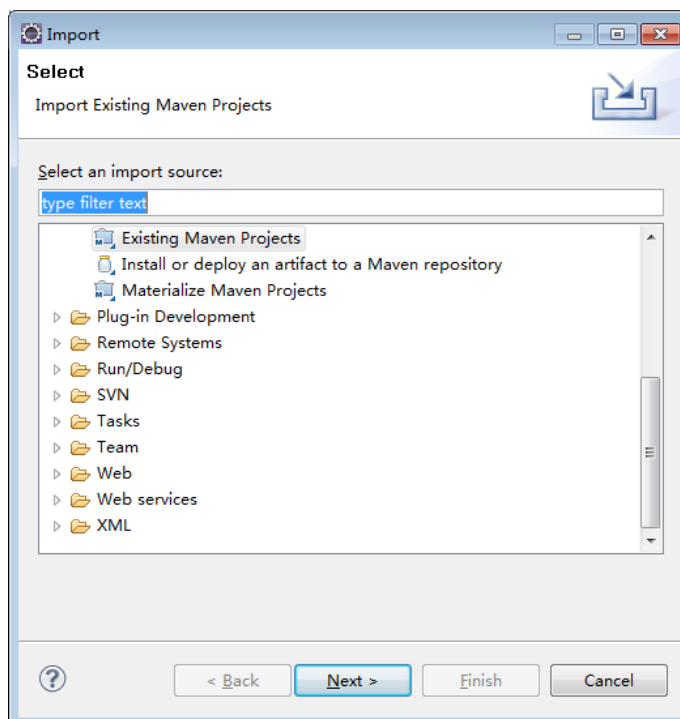 Import
Select
Import Existing Maven Projects
Select an import source:
type filter text
Existing Maven Projects
Install or deploy an artifact to a Maven repository
Materialize Maven Projects
Plug-in Development
Remote Systems
Run/Debug
SVN
Tasks
Team
Web
Web services
XML
?
< Back
Next >
Finish
Cancel